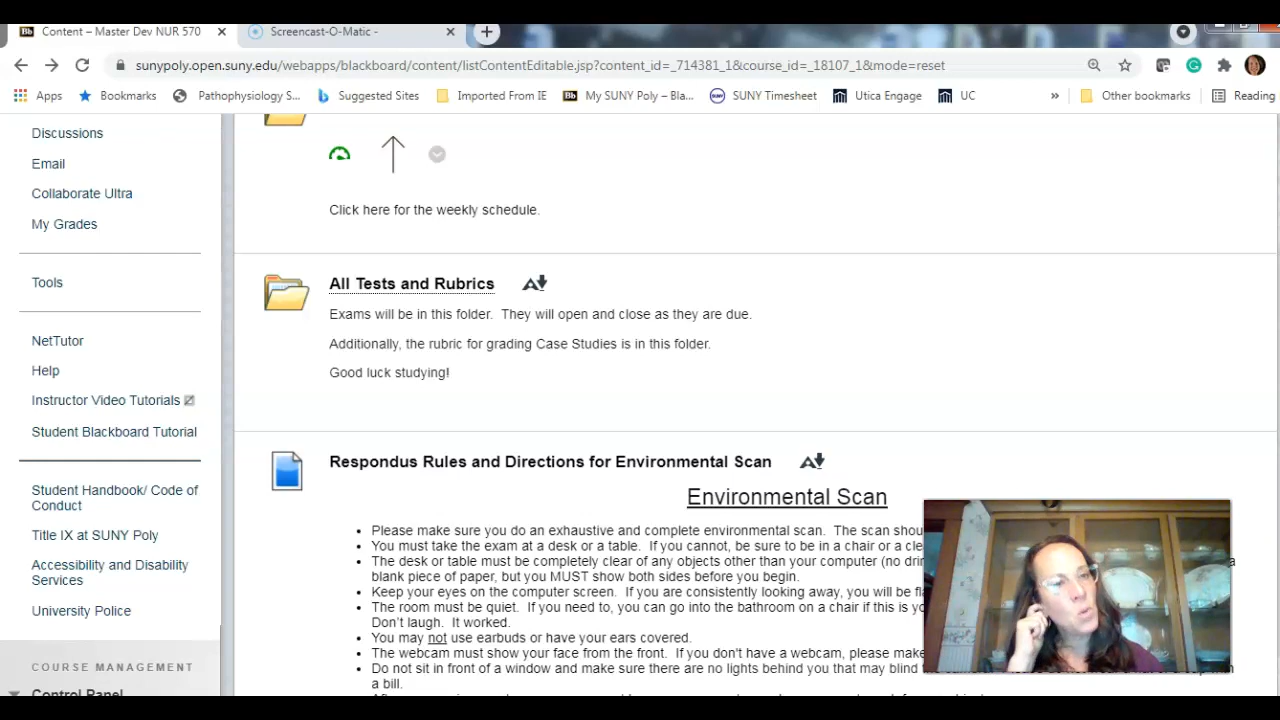 Content – Master Dev NUR 570
Screencast-O-Matic -
sunypoly.open.suny.edu/webapps/blackboard/content/listContentEditable.jsp?content_id=_714381_1&course_id=_18107_1&mode=reset
Apps Bookmarks Pathophysiology S... Suggested Sites Imported From IE My SUNY Poly – Bla... SUNY Timesheet Utica Engage UC » Other bookmarks Reading
Discussions
Email
Collaborate Ultra
My Grades
Tools
NetTutor
Help
Instructor Video Tutorials
Student Blackboard Tutorial
Student Handbook/ Code of
Conduct
Title IX at SUNY Poly
Accessibility and Disability
Services
University Police
COURSE MANAGEMENT
Control Panel
Click here for the weekly schedule.
All Tests and Rubrics
Exams will be in this folder. They will open and close as they are due.
Additionally, the rubric for grading Case Studies is in this folder.
Good luck studying!
Respondus Rules and Directions for Environmental Scan
Environmental Scan
Please make sure you do an exhaustive and complete environmental scan. The scan shou
You must take the exam at a desk or a table. If you cannot, be sure to be in a chair or a cle
The desk or table must be completely clear of any objects other than your computer (no dri a
blank piece of paper, but you MUST show both sides before you begin.
Keep your eyes on the computer screen. If you are consistently looking away, you will be fl
The room must be quiet. If you need to, you can go into the bathroom on a chair if this is yo
Don't laugh. It worked.
You may not use earbuds or have your ears covered.
The webcam must show your face from the front. If you don't have a webcam, please make
Do not sit in front of a window and make sure there are no lights behind you that may blind
a bill.